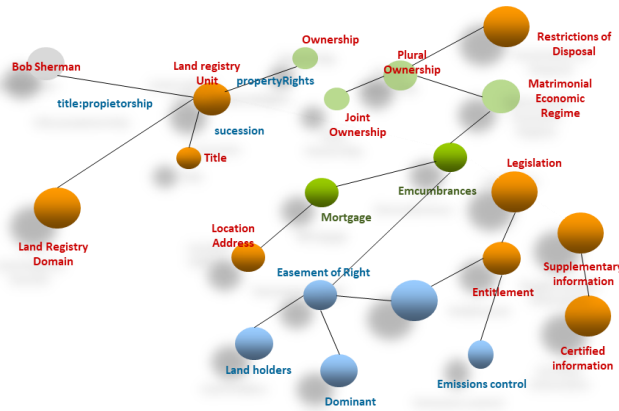 Ownership
Restrictions of
Disposal
Plural
Ownership
Bob Sherman
Land registry
Unit
propertyRights
Matrimonial
Economic
Regime
title:propietorship
Joint
Ownership
sucession
Title
Legislation
Emcumbrances
Mortgage
Location
Address
Land Registry
Domain
Easement of Right
Supplementary
information
Entitlement
Certified
information
Land holders
Emissions control
Dominant